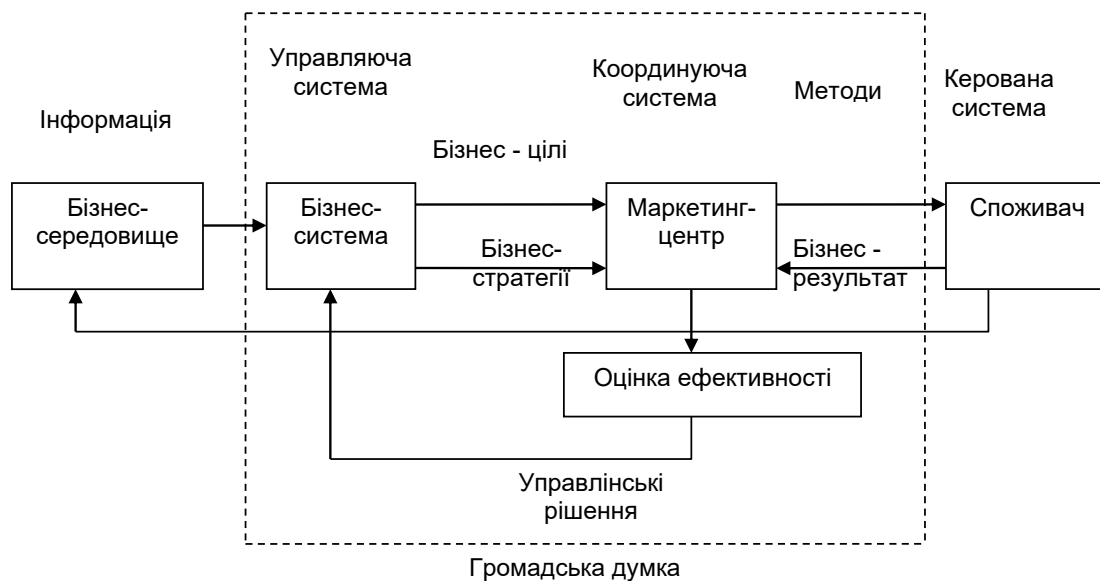 Управляюча
система
Координуюча
система
Методи
Керована
система
Інформація
Бізнес - цілі
Бізнес-
середовище
Бізнес-
система
Маркетинг-
центр
Споживач
Бізнес-
стратегії
Бізнес -
результат
Оцінка ефективності
Управлінські
рішення
Громадська думка